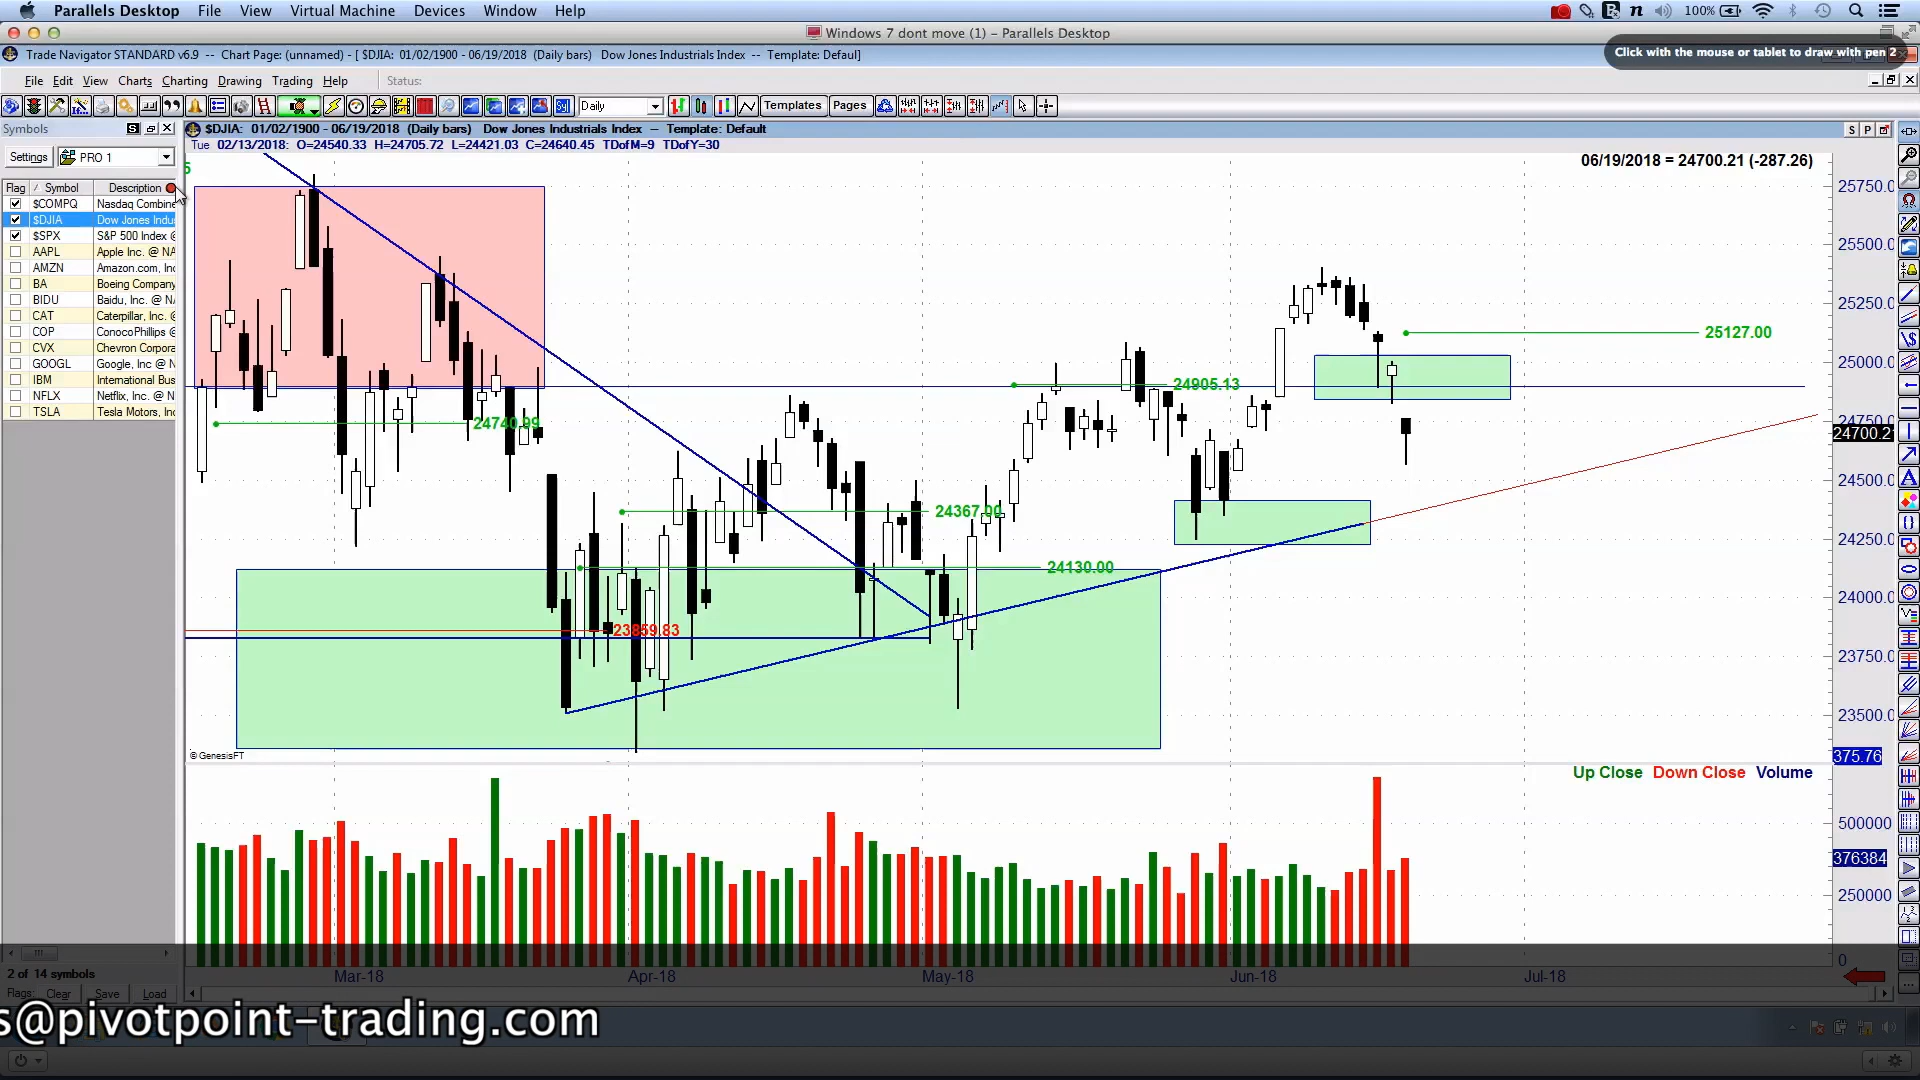 Parallels Desktop File View Virtual Machine Devices Window Help 100%
Windows 7 dont move (1) - Parallels Desktop
Trade Navigator STANDARD v6.9 -- Chart Page: (unnamed) - [ $DJIA: 01/02/1900 - 06/19/2018 (Daily bars) Dow Jones Industrials Index -- Template: Defaul]
Click with the mouse or tablet to draw with pen 2
File Edit View Charts Charting Drawing Trading Help Status:
Daily Templates Pages
Symbols
$DJIA: 01/02/1900 - 06/19/2018 (Daily bars) Dow Jones Industrials Index -- Template: Default
S P
Tue 02/13/2018: O=24540.33 H=24705.72 L=24421.03 C=24640.45 TDofM=9 TDofY=30
Settings PRO 1
06/19/2018 = 24700.21 (-287.26)
Flag Symbol Description
$COMPQ Nasdaq Combine
$DJIA Dow Jones Indu
$SPX S&P 500 Index @
AAPL Apple Inc. @ NA
AMZN Amazon.com, Inc
BA Boeing Company
BIDU Baidu, Inc. @ NA
CAT Caterpillar, Inc. @
COP ConocoPhillips @
CVX Chevron Corpora
GOOGL Google, Inc @ N
IBM International Bus
NFLX Netflix, Inc. @ N
TSLA Tesla Motors, Inc
5
25750.0
25500.0
25250.0
25127.00
25000.0
24905.13
24740.99
24750.0
24700.21
24500.0
24367.00
24250.0
24130.00
24000.0
23859.83
23750.0
23500.0
© GenesisFT
375.76
Up Close Down Close Volume
500000
376384
250000
0
2 of 14 symbols
Mar-18 Apr-18 May-18 Jun-18 Jul-18
Flags: Clear Save Load
s@pivotpoint-trading.com